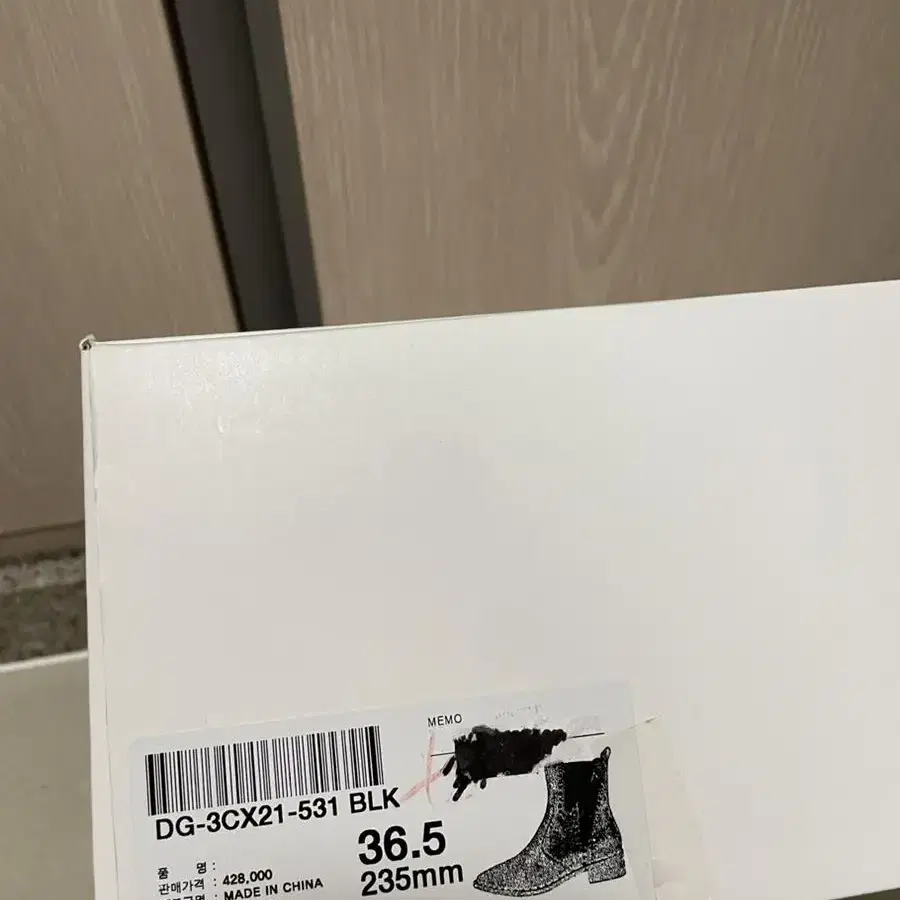 MEMO
DG-3CX21-531 BLK
36.5
235mm
품 명 :
판매가격 : 428,000
MADE IN CHINA